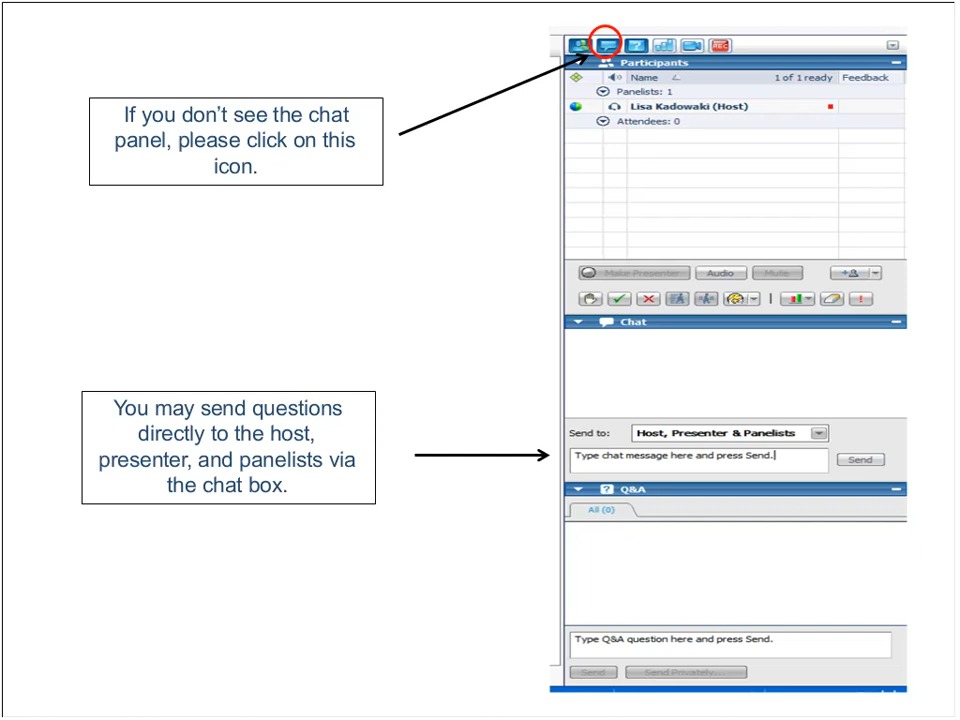 If you don't see the chat
panel, please click on this
icon.
You may send questions
directly to the host,
presenter, and panelists via
the chat box.
REC
Participants
Name 1 of 1 ready Feedback
Panelists: 1
Lisa Kadowaki (Host)
Attendees: 0
Make Presenter Audio Mute
Chat
Send to: Host, Presenter & Panelists
Type chat message here and press Send.
Send
Q&A
All (0)
Type Q&A question here and press Send.
Send Send Privately...